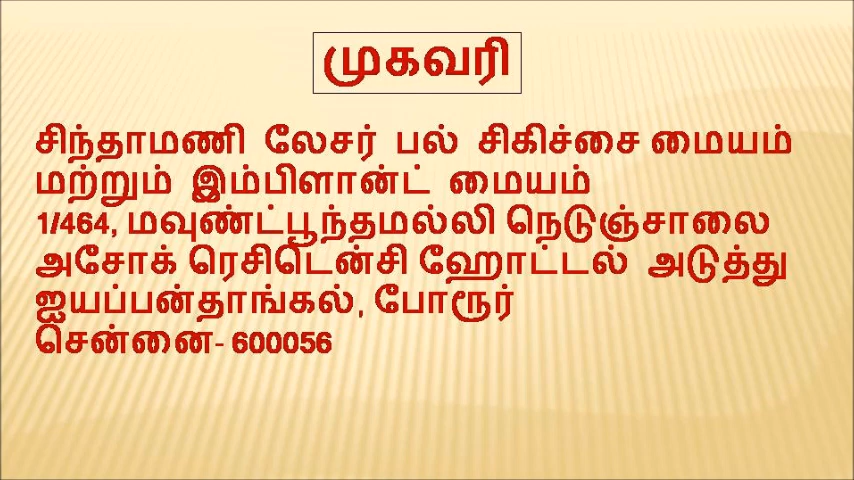 முகவரி
சிந்தாமணி லேசர் பல் சிகிச்சை மையம்
மற்றும் இம்பிளான்ட் மையம்
1/464, மவுண்ட்பூந்தமல்லி நெடுஞ்சாலை
அசோக் ரெசிடென்சி ஹோட்டல் அடுத்து
ஐயப்பன்தாங்கல், போரூர்
சென்னை- 600056